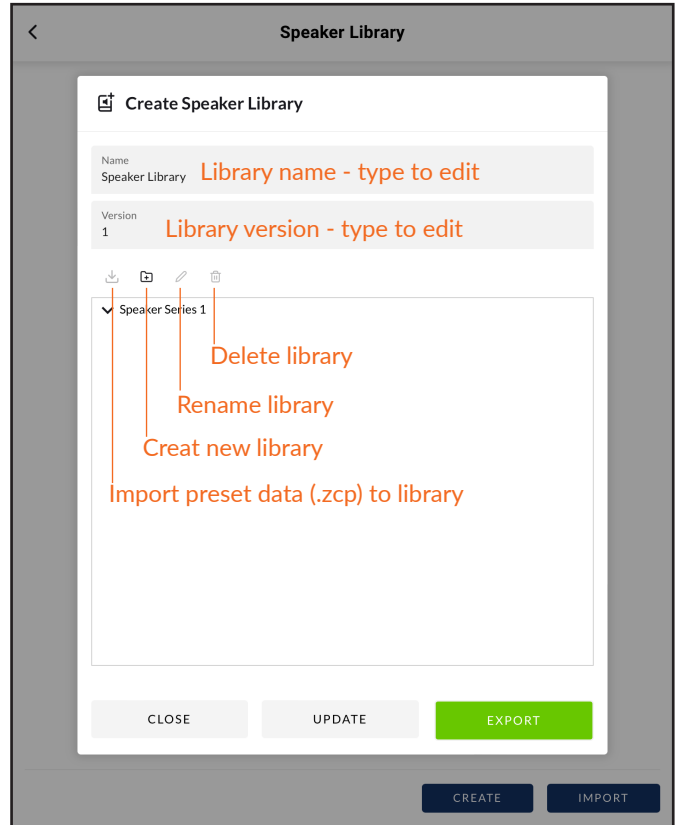 Speaker Library
Create Speaker Library
Name
Speaker Library
Library name - type to edit
Version
1
Library version - type to edit
Speaker Series 1
Delete library
Rename library
Creat new library
Import preset data (.zcp) to library
CLOSE
UPDATE
EXPORT
CREATE
IMPORT